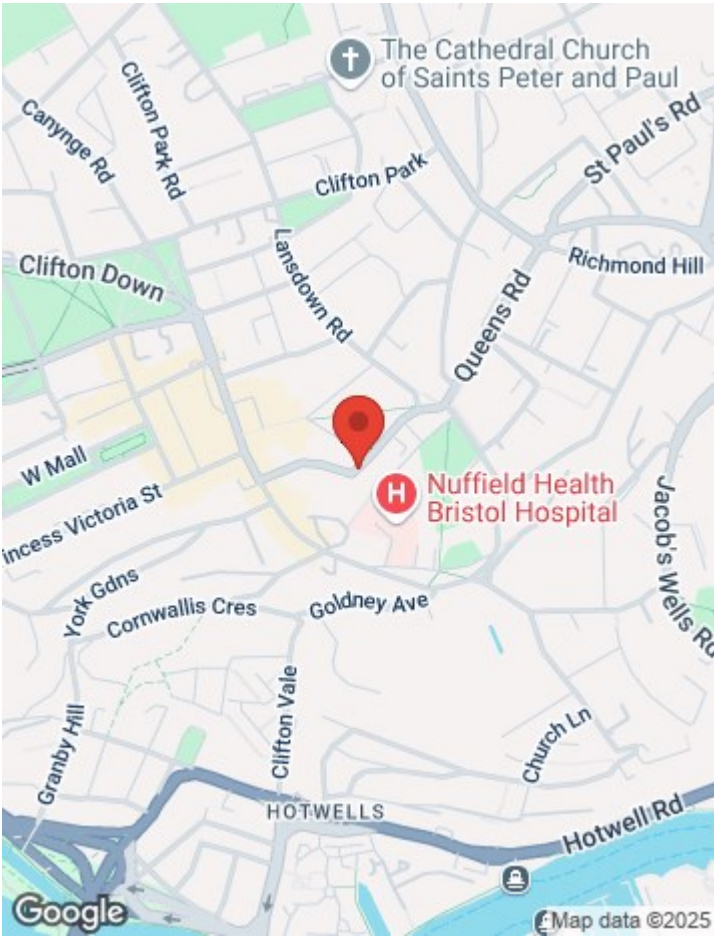 The Cathedral Church
of Saints Peter and Paul
Clifton Park Rd
Canynge Rd
St Paul's Rd
Clifton Park
Clifton Down
Lansdown Rd
Richmond Hill
Queens Rd
W Mall
H
Nuffield Health
Bristol Hospital
incess Victoria St
Jacob's Wells Rd
York Gdns
Cornwallis Cres
Goldney Ave
Clifton Vale
Granby Hill
Church Ln
HOTWELLS
Hotwell Rd
Google
Map data ©2025